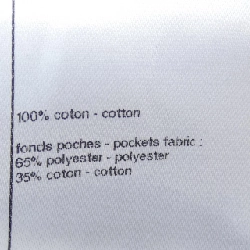 100% coton - cotton
fonds poches - pockets fabric :
65% polyester - polyester
35% coton - cotton